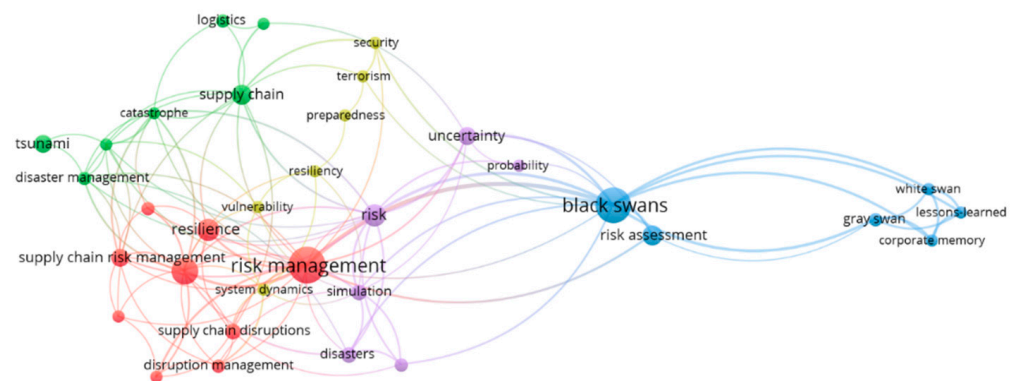 logistics
security
terrorism
supply chain
catastrophe
preparedness
uncertainty
tsunami
probability
resiliency
disaster management
white swan
black swans
vulnerability
lessons-learned
risk
gray swan
resilience
risk assessment
corporate memory
supply chain risk management
risk management
system dynamics
simulation
supply chain disruptions
disasters
disruption management